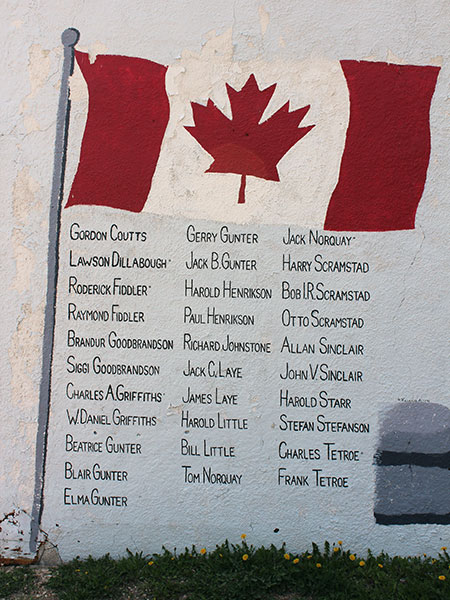 Gordon Coutts
Lawson Dillabough*
Roderick Fiddler*
Raymond Fiddler
Brandur Goodbrandson
Siggi Goodbrandson
Charles A Griffiths*
W. Daniel Griffiths
Beatrice Gunter
Blair Gunter
Elma Gunter
Gerry Gunter
Jack B. Gunter
Harold Henrikson
Paul Henrikson
Richard Johnstone
Jack C. Laye
James Laye
Harold Little
Bill Little
Tom Norquay
Jack Norquay*
Harry Scramstad
Bob I.R. Scramstad
Otto Scramstad
Allan Sinclair
John V Sinclair
Harold Starr
Stefan Stefanson
Charles Tetroe*
Frank Tetroe